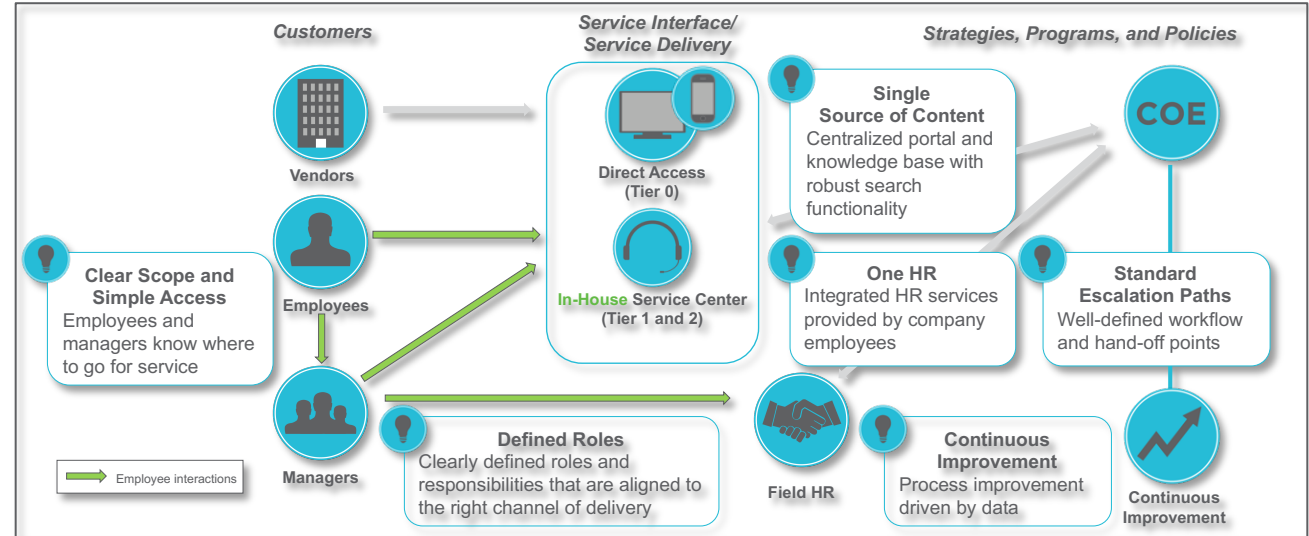 Customers
Service Interface/
Service Delivery
Strategies, Programs, and Policies
Vendors
Employees
Managers
Clear Scope and
Simple Access
Employees and
managers know where
to go for service
Employee interactions
Direct Access
(Tier 0)
In-House Service Center
(Tier 1 and 2)
Single
Source of Content
Centralized portal and
knowledge base with
robust search
functionality
COE
One HR
Integrated HR services
provided by company
employees
Standard
Escalation Paths
Well-defined workflow
and hand-off points
Defined Roles
Clearly defined roles and
responsibilities that are aligned to
the right channel of delivery
Field HR
Continuous
Improvement
Process improvement
driven by data
Continuous
Improvement